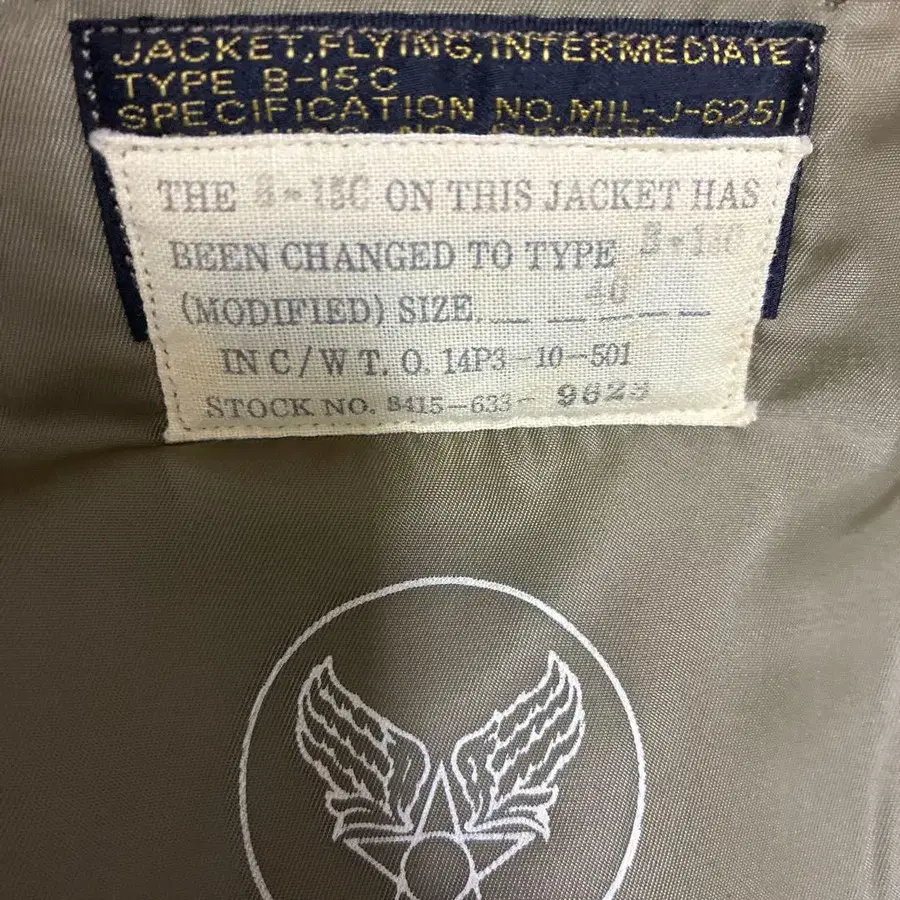 JACKET, FLYING, INTERMEDIATE
TYPE B-15C
SPECIFICATION NO. MIL-J-6251
THE B-15C ON THIS JACKET HAS
BEEN CHANGED TO TYPE B-15C
(MODIFIED) SIZE. 40
IN C/W T. O. 14P3-10-501
STOCK NO. 8415-633-